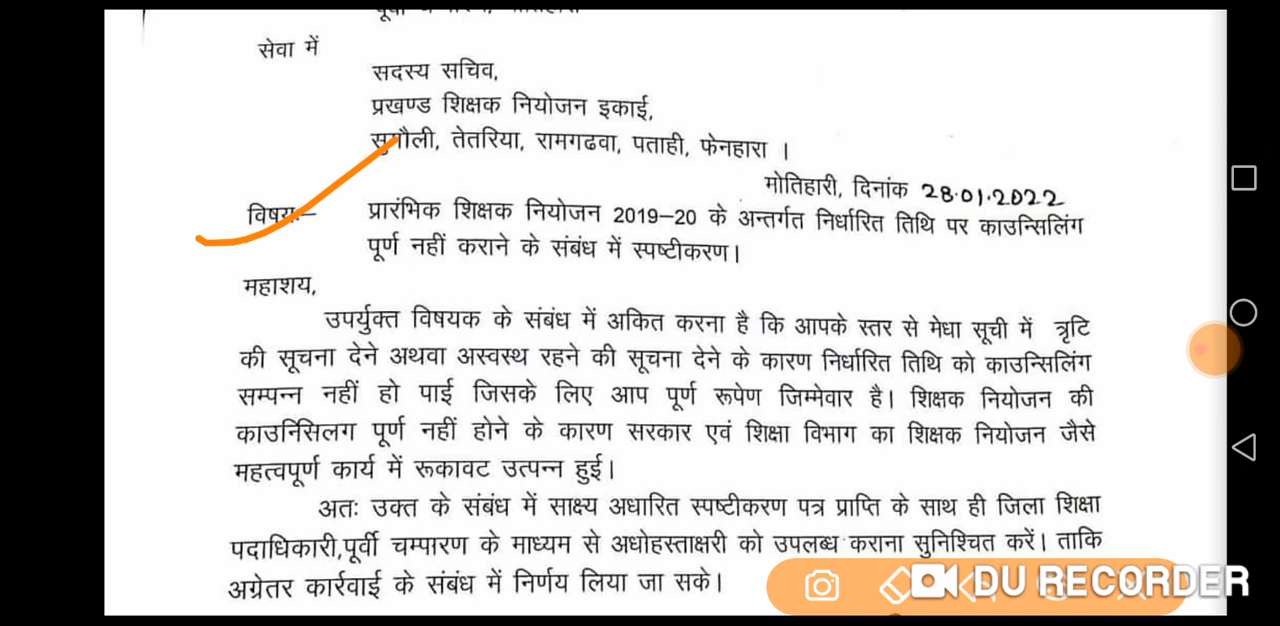 सेवा में
सदस्य सचिव,
प्रखण्ड शिक्षक नियोजन इकाई,
सुगौली, तेतरिया, रामगढवा, पताही, फेनहारा ।
मोतिहारी, दिनांक 28.01.2022
विषयः– प्रारंभिक शिक्षक नियोजन 2019–20 के अन्तर्गत निर्धारित तिथि पर काउन्सिलिंग
पूर्ण नहीं कराने के संबंध में स्पष्टीकरण।
महाशय,
उपर्युक्त विषयक के संबंध में अकित करना है कि आपके स्तर से मेधा सूची में त्रृटि
की सूचना देने अथवा अस्वस्थ रहने की सूचना देने के कारण निर्धारित तिथि को काउन्सिलिंग
सम्पन्न नहीं हो पाई जिसके लिए आप पूर्ण रूपेण जिम्मेवार है। शिक्षक नियोजन की
काउनिसिलग पूर्ण नहीं होने के कारण सरकार एवं शिक्षा विभाग का शिक्षक नियोजन जैसे
महत्वपूर्ण कार्य में रूकावट उत्पन्न हुई।
अतः उक्त के संबंध में साक्ष्य अधारित स्पष्टीकरण पत्र प्राप्ति के साथ ही जिला शिक्षा
पदाधिकारी,पूर्वी चम्पारण के माध्यम से अधोहस्ताक्षरी को उपलब्ध कराना सुनिश्चित करें। ताकि
अग्रेतर कार्रवाई के संबंध में निर्णय लिया जा सके।
DU RECORDER